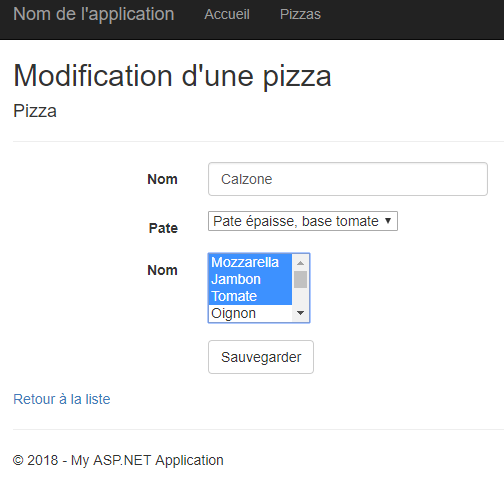 Nom de l'application Accueil Pizzas
Modification d'une pizza
Pizza
Nom Calzone
Pate Pate épaisse, base tomate
Nom Mozzarella
Jambon
Tomate
Oignon
Sauvegarder
Retour à la liste
© 2018 - My ASP.NET Application